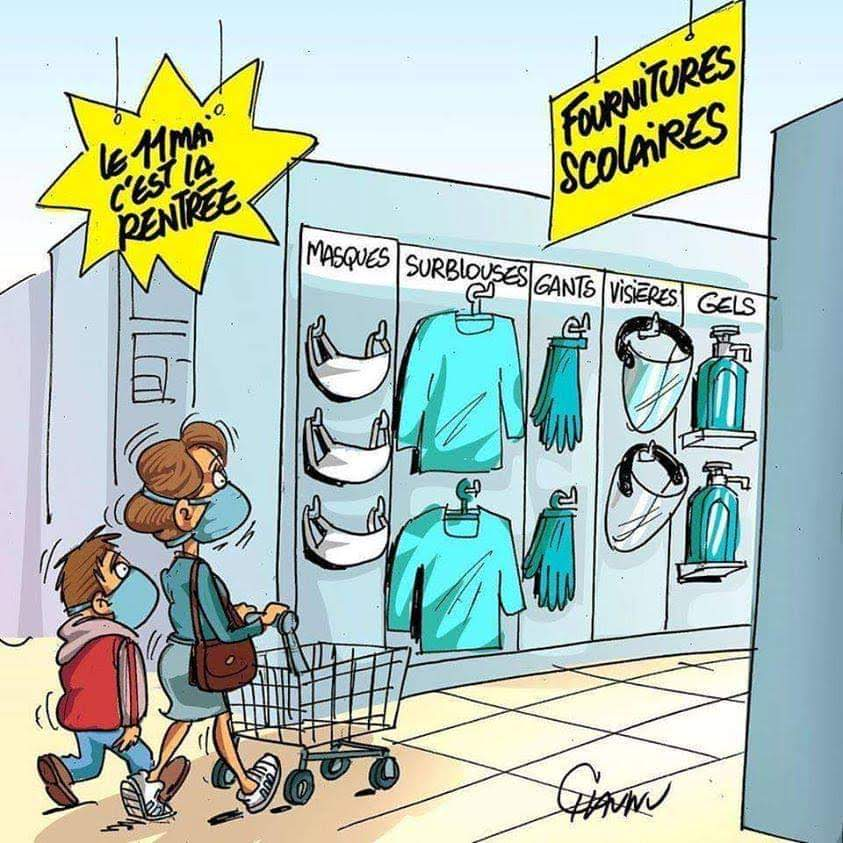 LE 11 MAI
C'EST LA
RENTRÉE
FOURNITURES
SCOLAIRES
MASQUES
SURBLOUSES
GANTS
VISIÈRES
GELS